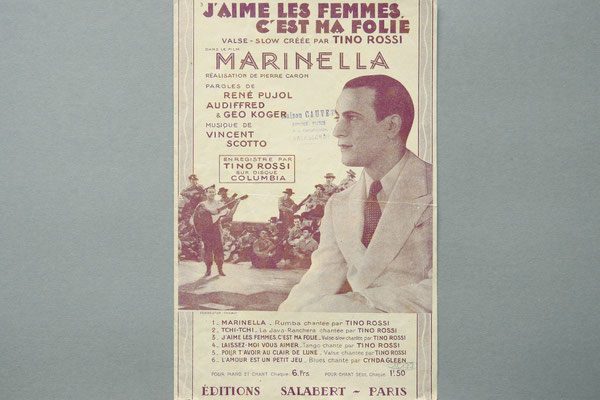 J'AIME LES FEMMES,
C'EST MA FOLIE
VALSE - SLOW CRÉÉE PAR TINO ROSSI
DANS LE FILM
MARINELLA
RÉALISATION DE PIERRE CARON
PAROLES DE
RENÉ PUJOL
AUDIFFRED
& GEO KOGER
MUSIQUE DE
VINCENT
SCOTTO
ENREGISTRÉ PAR
TINO ROSSI
SUR DISQUE
COLUMBIA
1 - MARINELLA - Rumba chantée par TINO ROSSI
2 - TCHI-TCHI - La Java-Ranchera chantée par TINO ROSSI
3 - J'AIME LES FEMMES, C'EST MA FOLIE, Valse slow chantée par TINO ROSSI
4 - LAISSEZ-MOI VOUS AIMER, Tango chanté par TINO ROSSI
5 - POUR T'AVOIR AU CLAIR DE LUNE, Valse chantée par TINO ROSSI
6 - L'AMOUR EST UN PETIT JEU, Blues chanté par CYNDA GLEEN
POUR PIANO ET CHANT Chaque: 6 Frs POUR CHANT SEUL Chaque: 1f.50
ÉDITIONS SALABERT - PARIS